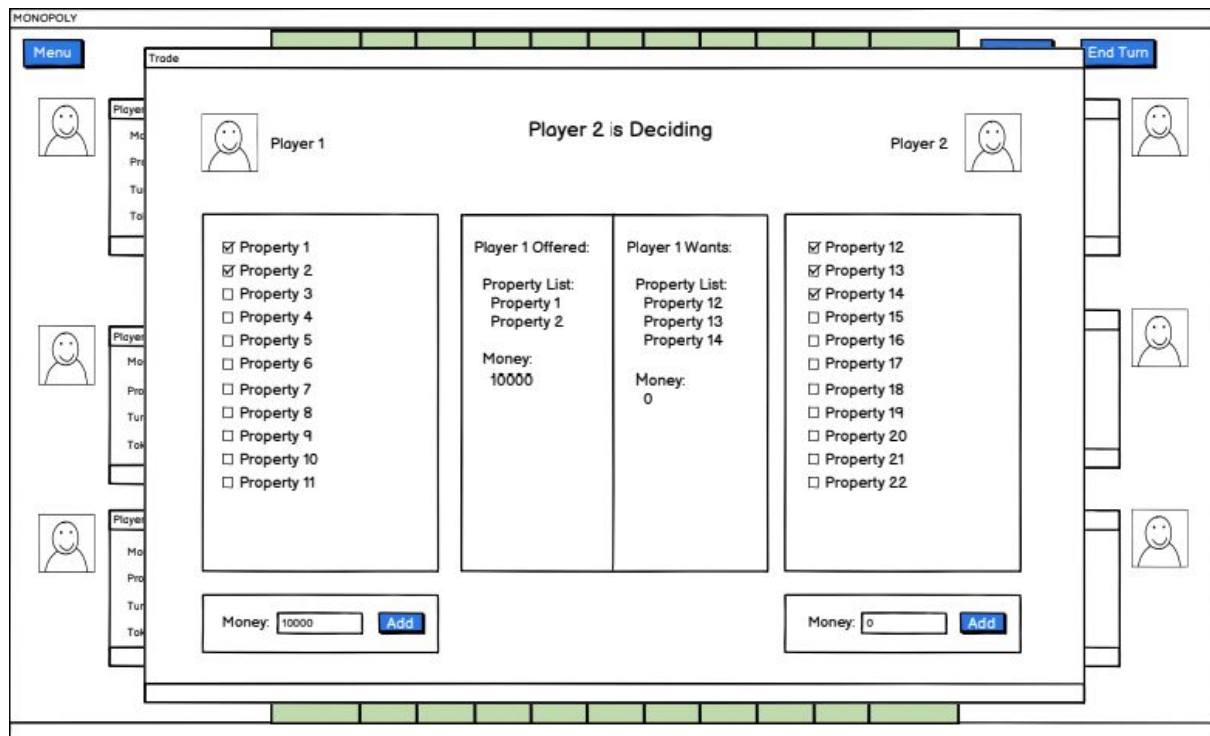 MONOPOLY
Menu
End Turn
Trade
Player 1
Player 2 is Deciding
Player 2
Property 1
Property 2
Property 3
Property 4
Property 5
Property 6
Property 7
Property 8
Property 9
Property 10
Property 11
Player 1 Offered:
Property List:
Property 1
Property 2
Money:
10000
Player 1 Wants:
Property List:
Property 12
Property 13
Property 14
Money:
0
Property 12
Property 13
Property 14
Property 15
Property 16
Property 17
Property 18
Property 19
Property 20
Property 21
Property 22
Money: 10000 Add
Money: 0 Add